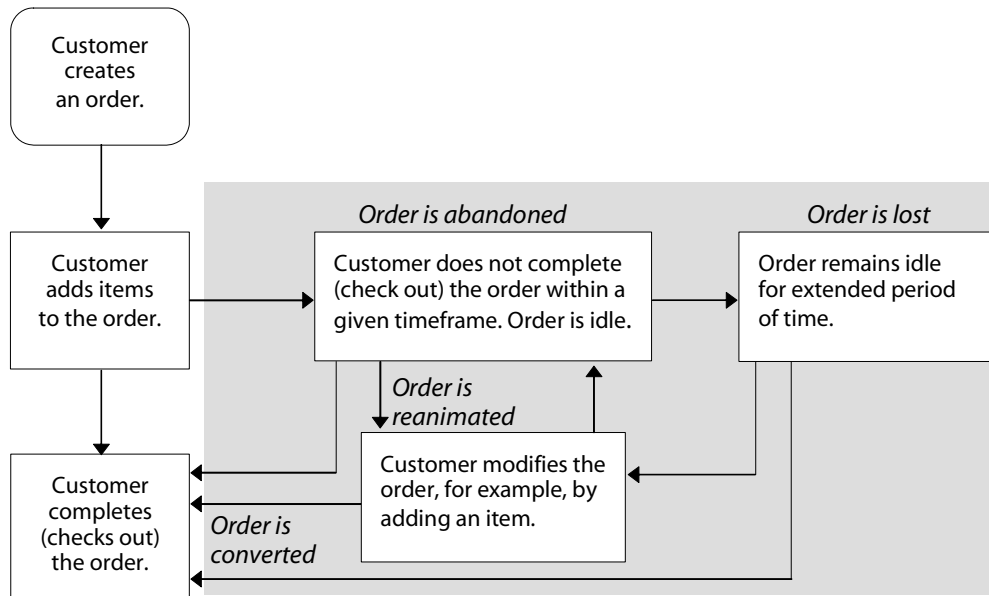 Customer
creates
an order.
Order is abandoned
Order is lost
Customer
adds items
to the order.
Customer does not complete
(check out) the order within a
given timeframe. Order is idle.
Order remains idle
for extended period
of time.
Order is
reanimated
Customer modifies the
order, for example, by
adding an item.
Customer
completes
(checks out)
the order.
Order is
converted